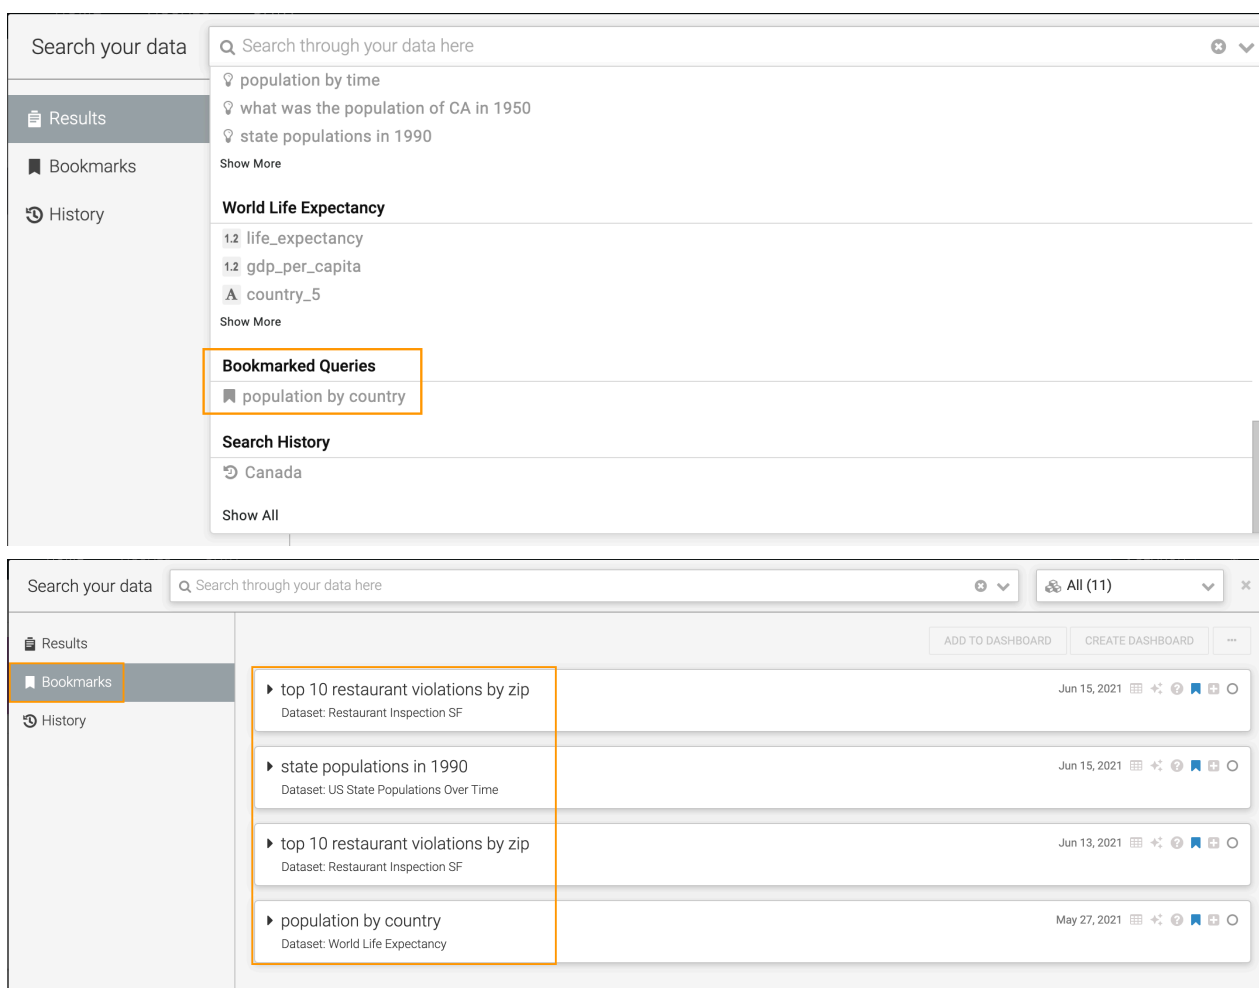 Search your data
Search through your data here
population by time
what was the population of CA in 1950
state populations in 1990
Show More
Results
Bookmarks
History
World Life Expectancy
1.2 life_expectancy
1.2 gdp_per_capita
A country_5
Show More
Bookmarked Queries
population by country
Search History
Canada
Show All
Search your data
Search through your data here
All (11)
Results
Bookmarks
History
ADD TO DASHBOARD
CREATE DASHBOARD
...
top 10 restaurant violations by zip
Jun 15, 2021
Dataset: Restaurant Inspection SF
state populations in 1990
Jun 15, 2021
Dataset: US State Populations Over Time
top 10 restaurant violations by zip
Jun 13, 2021
Dataset: Restaurant Inspection SF
population by country
May 27, 2021
Dataset: World Life Expectancy